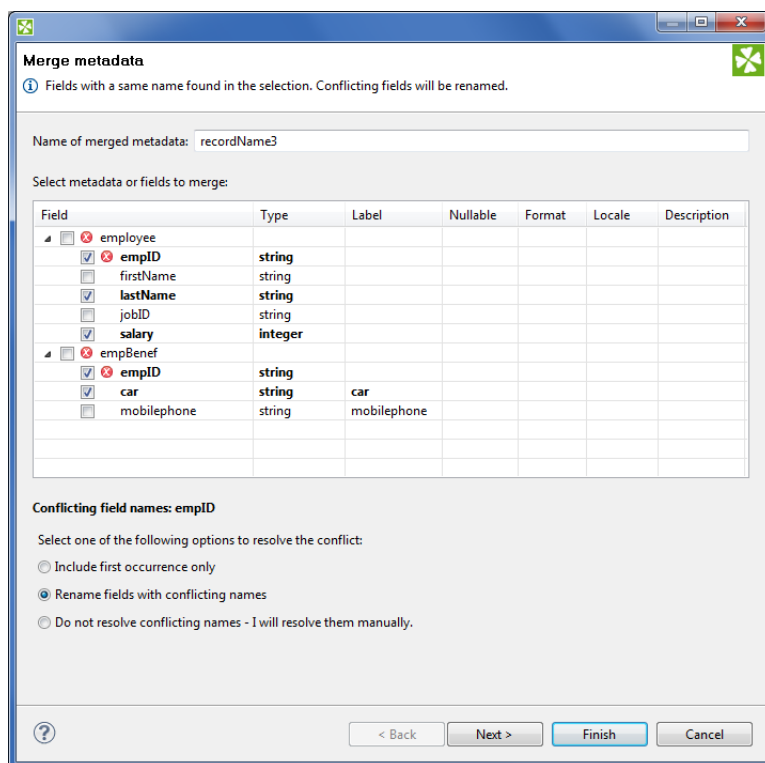 Merge metadata
Fields with a same name found in the selection. Conflicting fields will be renamed.
Name of merged metadata: recordName3
Select metadata or fields to merge:
Field Type Label Nullable Format Locale Description
employee
empID string
firstName string
lastName string
jobID string
salary integer
empBenef
empID string
car string car
mobilephone string mobilephone
Conflicting field names: empID
Select one of the following options to resolve the conflict:
Include first occurrence only
Rename fields with conflicting names
Do not resolve conflicting names - I will resolve them manually.
< Back Next > Finish Cancel